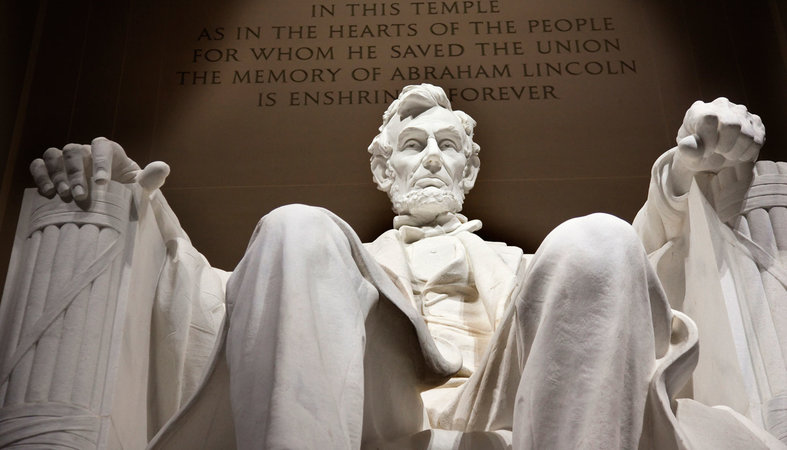 IN THIS TEMPLE
AS IN THE HEARTS OF THE PEOPLE
FOR WHOM HE SAVED THE UNION
THE MEMORY OF ABRAHAM LINCOLN
IS ENSHRINED FOREVER